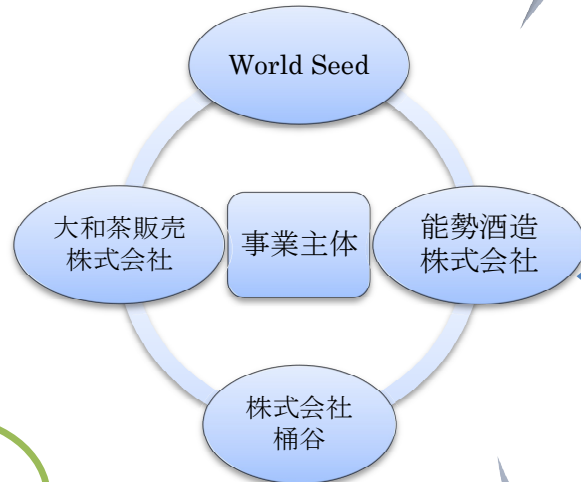 World Seed
大和茶販売
株式会社
事業主体
能勢酒造
株式会社
株式会社
桶谷